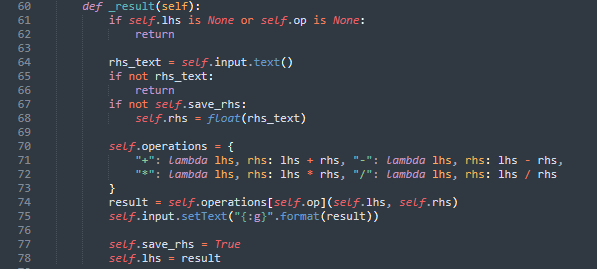 60 def _result(self):
61 if self.lhs is None or self.op is None:
62 return
63
64 rhs_text = self.input.text()
65 if not rhs_text:
66 return
67 if not self.save_rhs:
68 self.rhs = float(rhs_text)
69
70 self.operations = {
71 "+": lambda lhs, rhs: lhs + rhs, "-": lambda lhs, rhs: lhs - rhs,
72 "*": lambda lhs, rhs: lhs * rhs, "/": lambda lhs, rhs: lhs / rhs
73 }
74 result = self.operations[self.op](self.lhs, self.rhs)
75 self.input.setText("{:g}".format(result))
76
77 self.save_rhs = True
78 self.lhs = result